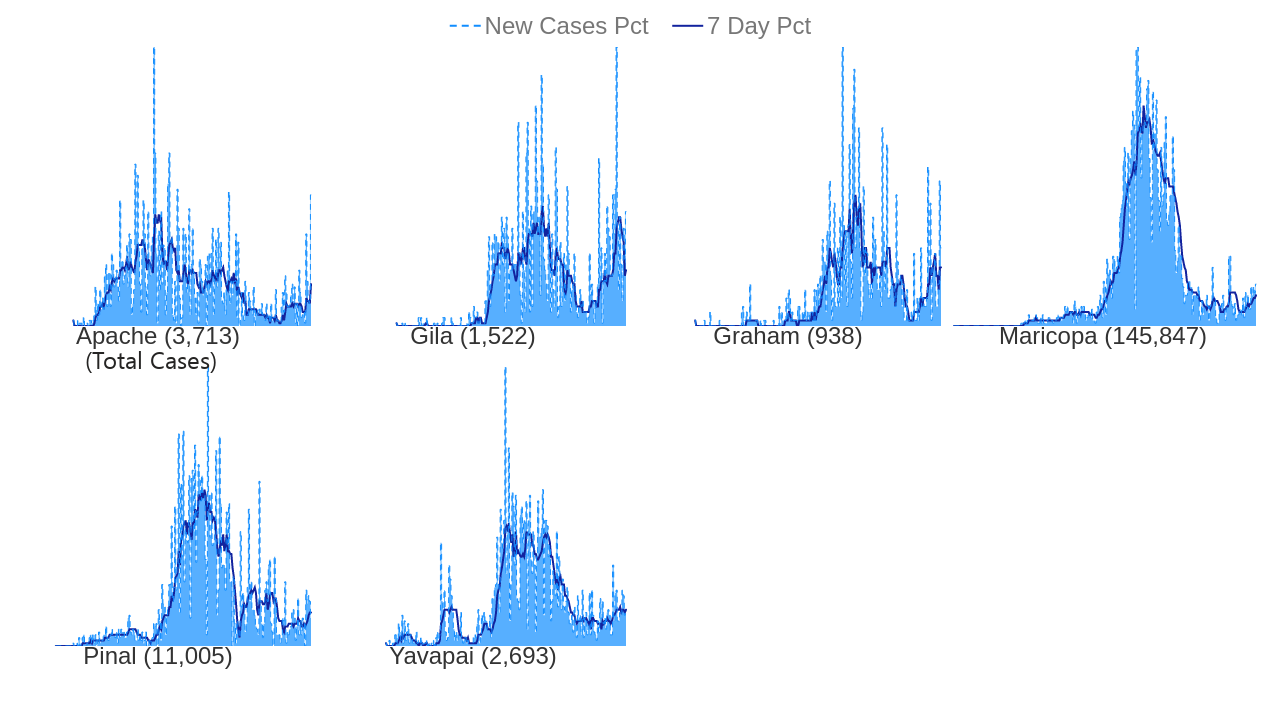 New Cases Pct 7 Day Pct
Apache (3,713) Gila (1,522) Graham (938) Maricopa (145,847)
(Total Cases)
Pinal (11,005) Yavapai (2,693)